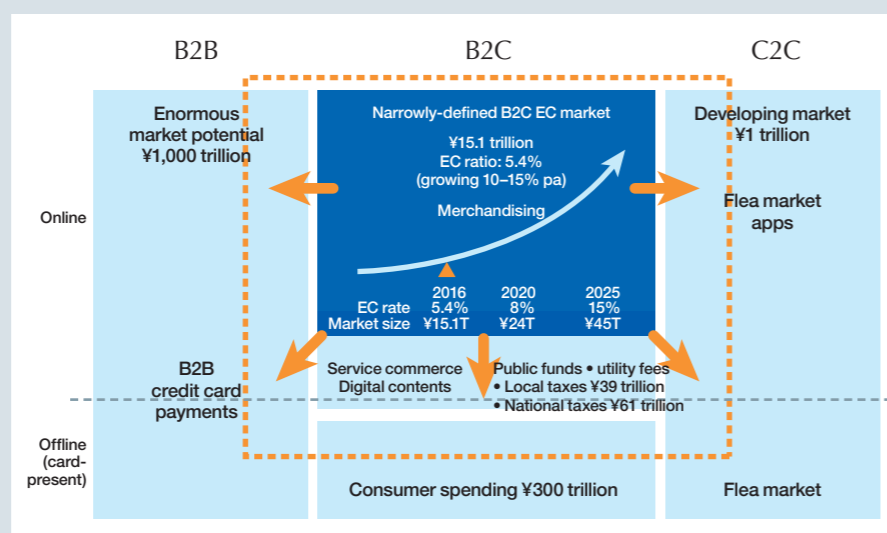 B2B
B2C
C2C
Enormous
market potential
¥1,000 trillion
Narrowly-defined B2C EC market
¥15.1 trillion
EC ratio: 5.4%
(growing 10–15% pa)
Merchandising
2016 2020 2025
EC rate 5.4% 8% 15%
Market size ¥15.1T ¥24T ¥45T
Developing market
¥1 trillion
Flea market
apps
Online
B2B
credit card
payments
Service commerce
Digital contents
Public funds • utility fees
• Local taxes ¥39 trillion
• National taxes ¥61 trillion
Offline
(card-
present)
Consumer spending ¥300 trillion
Flea market